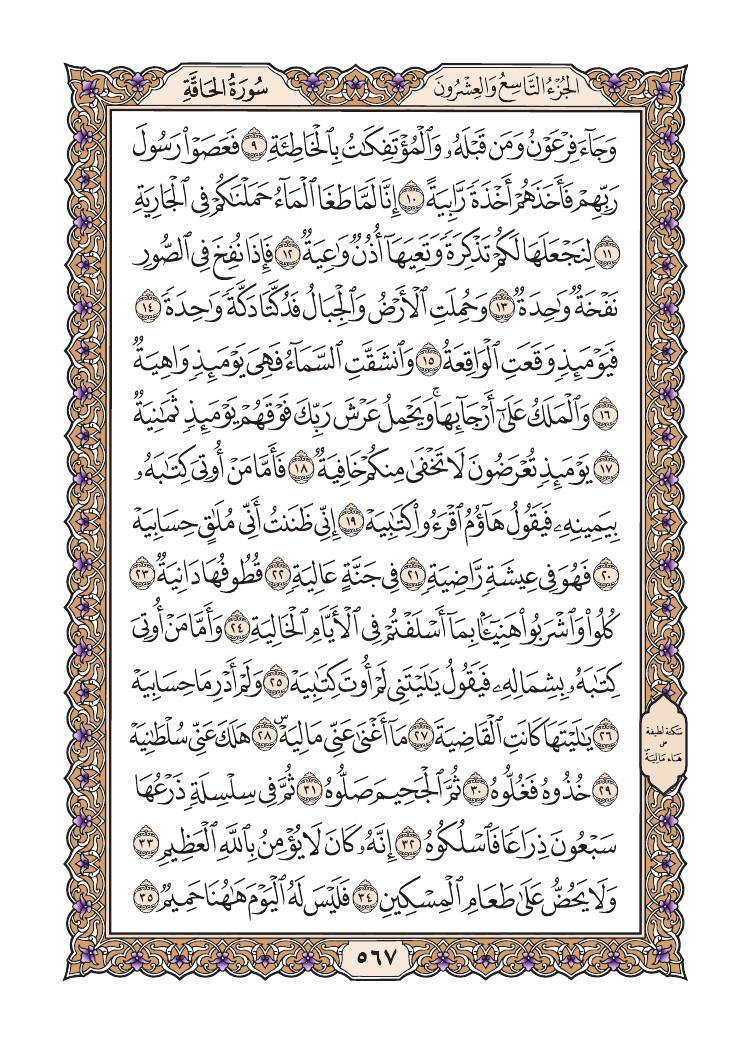 الجُزْءُ التَّاسِعُ وَالعِشْرُونَ
سُورَةُ الحَاقَّةِ
وَجَآءَ فِرْعَوْنُ وَمَن قَبْلَهُۥ وَٱلْمُؤْتَفِكَٰتُ بِٱلْخَاطِئَةِ ٩ فَعَصَوْا۟ رَسُولَ
رَبِّهِمْ فَأَخَذَهُمْ أَخْذَةً رَّابِيَةً ١٠ إِنَّا لَمَّا طَغَا ٱلْمَآءُ حَمَلْنَٰكُمْ فِى ٱلْجَارِيَةِ
١١ لِنَجْعَلَهَا لَكُمْ تَذْكِرَةً وَتَعِيَهَآ أُذُنٌ وَٰعِيَةٌ ١٢ فَإِذَا نُفِخَ فِى ٱلصُّورِ
نَفْخَةٌ وَٰحِدَةٌ ١٣ وَحُمِلَتِ ٱلْأَرْضُ وَٱلْجِبَالُ فَدُكَّتَا دَكَّةً وَٰحِدَةً ١٤
فَيَوْمَئِذٍ وَقَعَتِ ٱلْوَاقِعَةُ ١٥ وَٱنشَقَّتِ ٱلسَّمَآءُ فَهِىَ يَوْمَئِذٍ وَاهِيَةٌ
١٦ وَٱلْمَلَكُ عَلَىٰٓ أَرْجَآئِهَا ۚ وَيَحْمِلُ عَرْشَ رَبِّكَ فَوْقَهُمْ يَوْمَئِذٍ ثَمَٰنِيَةٌ
١٧ يَوْمَئِذٍ تُعْرَضُونَ لَا تَخْفَىٰ مِنكُمْ خَافِيَةٌ ١٨ فَأَمَّا مَنْ أُوتِىَ كِتَٰبَهُۥ
بِيَمِينِهِۦ فَيَقُولُ هَآؤُمُ ٱقْرَءُوا۟ كِتَٰبِيَهْ ١٩ إِنِّى ظَنَنتُ أَنِّى مُلَٰقٍ حِسَابِيَهْ
٢٠ فَهُوَ فِى عِيشَةٍ رَّاضِيَةٍ ٢١ فِى جَنَّةٍ عَالِيَةٍ ٢٢ قُطُوفُهَا دَانِيَةٌ ٢٣
كُلُوا۟ وَٱشْرَبُوا۟ هَنِيٓـًٔۢا بِمَآ أَسْلَفْتُمْ فِى ٱلْأَيَّامِ ٱلْخَالِيَةِ ٢٤ وَأَمَّا مَنْ أُوتِىَ
كِتَٰبَهُۥ بِشِمَالِهِۦ فَيَقُولُ يَٰلَيْتَنِى لَمْ أُوتَ كِتَٰبِيَهْ ٢٥ وَلَمْ أَدْرِ مَا حِسَابِيَهْ
٢٦ يَٰلَيْتَهَا كَانَتِ ٱلْقَاضِيَةَ ٢٧ مَآ أَغْنَىٰ عَنِّى مَالِيَهْ ۜ ٢٨ هَلَكَ عَنِّى سُلْطَٰنِيَهْ
٢٩ خُذُوهُ فَغُلُّوهُ ٣٠ ثُمَّ ٱلْجَحِيمَ صَلُّوهُ ٣١ ثُمَّ فِى سِلْسِلَةٍ ذَرْعُهَا
سَبْعُونَ ذِرَاعًا فَٱسْلُكُوهُ ٣٢ إِنَّهُۥ كَانَ لَا يُؤْمِنُ بِٱللَّهِ ٱلْعَظِيمِ ٣٣
وَلَا يَحُضُّ عَلَىٰ طَعَامِ ٱلْمِسْكِينِ ٣٤ فَلَيْسَ لَهُ ٱلْيَوْمَ هَٰهُنَا حَمِيمٌ ٣٥
سكتة لطيفة
على
هَاء مَالِيَهْ ۜ
٥٦٧